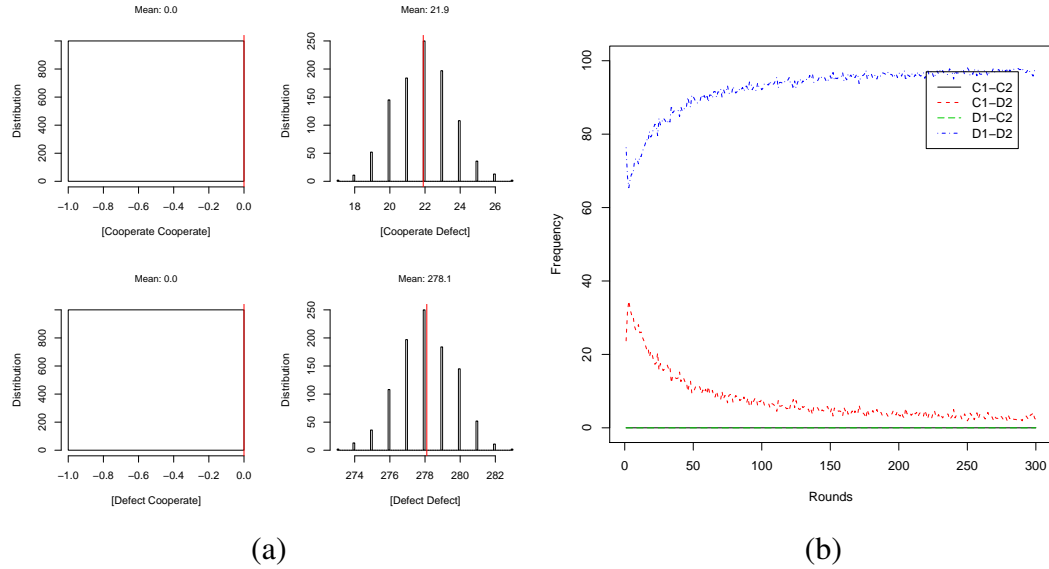 Mean: 0.0
Distribution
0 200 400 600 800
−1.0 −0.8 −0.6 −0.4 −0.2 0.0
[Cooperate Cooperate]
Mean: 21.9
Distribution
0 50 100 150 200 250
18 20 22 24 26
[Cooperate Defect]
Mean: 0.0
Distribution
0 200 400 600 800
−1.0 −0.8 −0.6 −0.4 −0.2 0.0
[Defect Cooperate]
Mean: 278.1
Distribution
0 50 100 150 200 250
274 276 278 280 282
[Defect Defect]
(a)
Frequency
0 20 40 60 80 100
0 50 100 150 200 250 300
Rounds
C1−C2
C1−D2
D1−C2
D1−D2
(b)